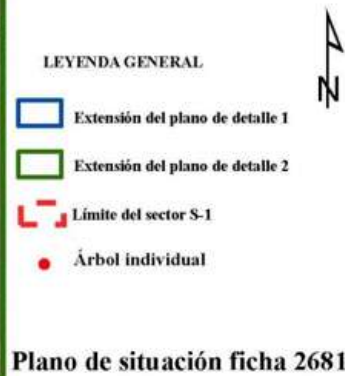 N
LEYENDA GENERAL
Extensión del plano de detalle 1
Extensión del plano de detalle 2
Límite del sector S-1
Árbol individual
Plano de situación ficha 2681